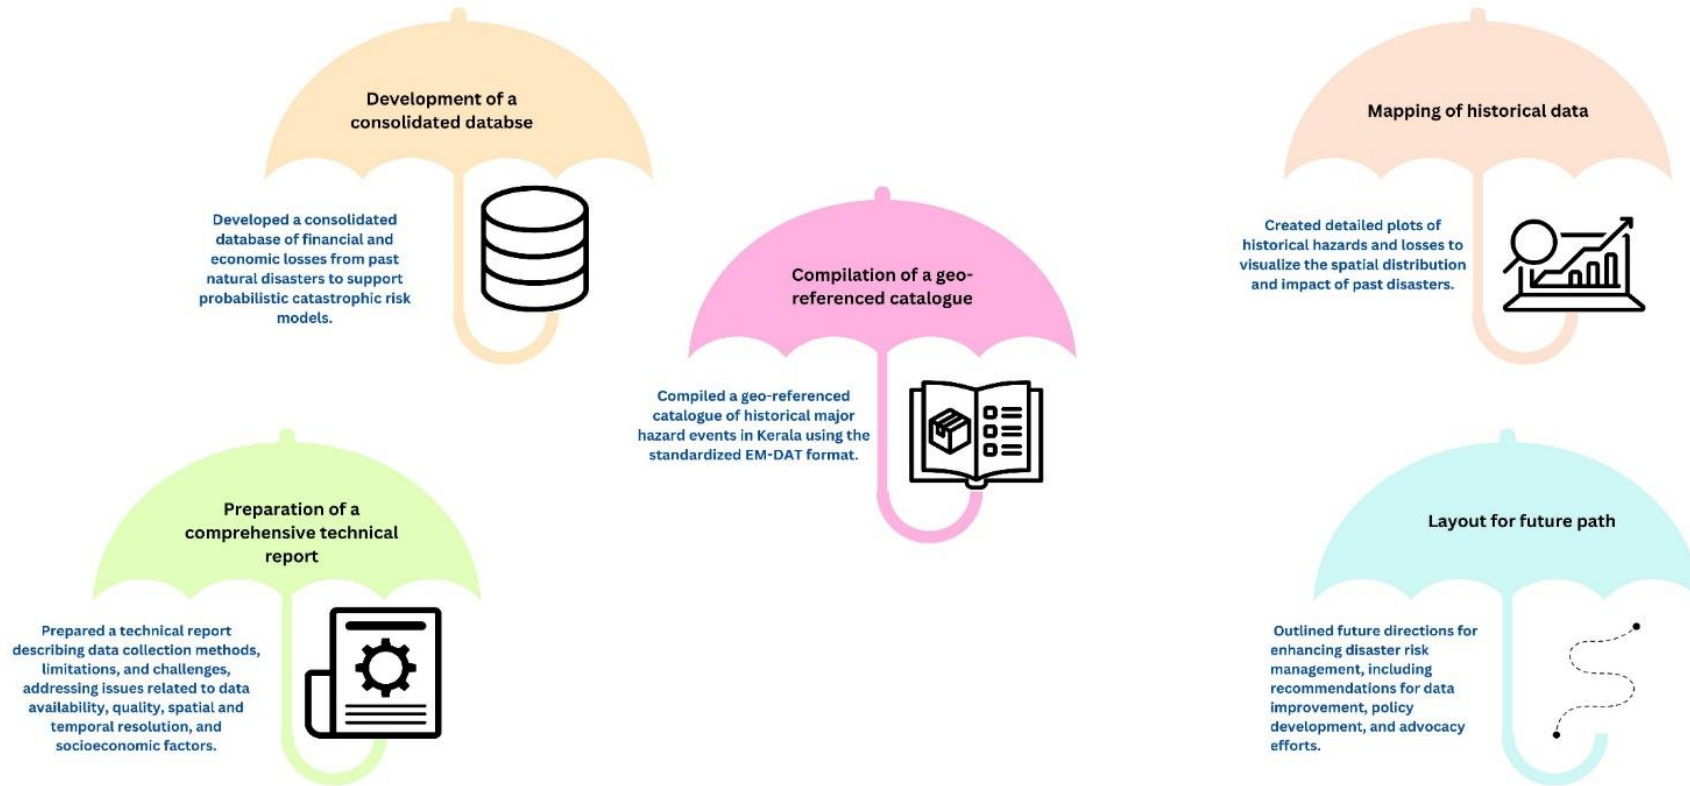 Development of a
consolidated databse
Developed a consolidated
database of financial and
economic losses from past
natural disasters to support
probabilistic catastrophic risk
models.
Compilation of a geo-
referenced catalogue
Compiled a geo-referenced
catalogue of historical major
hazard events in Kerala using the
standardized EM-DAT format.
Mapping of historical data
Created detailed plots of
historical hazards and losses to
visualize the spatial distribution
and impact of past disasters.
Preparation of a
comprehensive technical
report
Prepared a technical report
describing data collection methods,
limitations, and challenges,
addressing issues related to data
availability, quality, spatial and
temporal resolution, and
socioeconomic factors.
Layout for future path
Outlined future directions for
enhancing disaster risk
management, including
recommendations for data
improvement, policy
development, and advocacy
efforts.